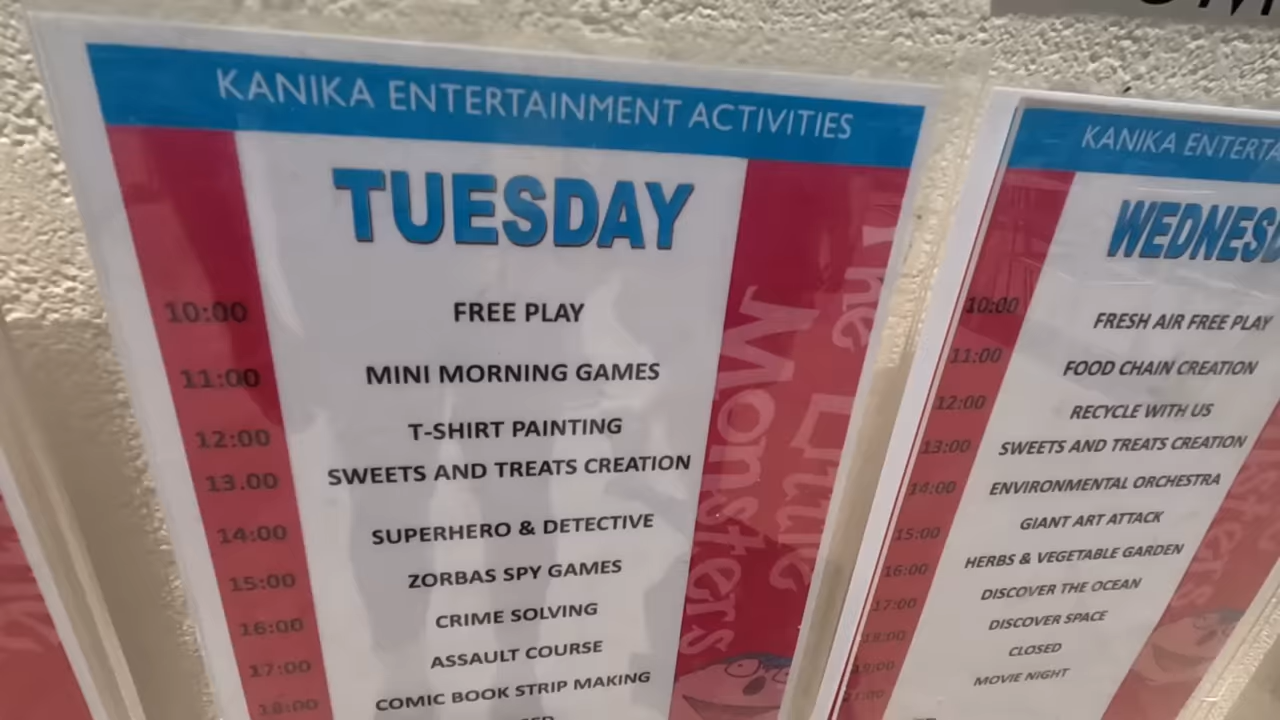 KANIKA ENTERTAINMENT ACTIVITIES
TUESDAY
10:00 FREE PLAY
11:00 MINI MORNING GAMES
12:00 T-SHIRT PAINTING
13.00 SWEETS AND TREATS CREATION
14:00 SUPERHERO & DETECTIVE
15:00 ZORBAS SPY GAMES
16:00 CRIME SOLVING
17:00 ASSAULT COURSE
18:00 COMIC BOOK STRIP MAKING
The Little
Monsters
KANIKA
WEDNES
10:00 FRESH AIR FREE PLAY
11:00 FOOD CHAIN CREATION
12:00 RECYCLE WITH US
13:00 SWEETS AND TREATS CREATION
14:00 ENVIRONMENTAL ORCHESTRA
15:00 GIANT ART ATTACK
16:00 HERBS & VEGETABLE GARDEN
17:00 DISCOVER THE OCEAN
18:00 DISCOVER SPACE
19:00 CLOSED
MOVIE NIGHT